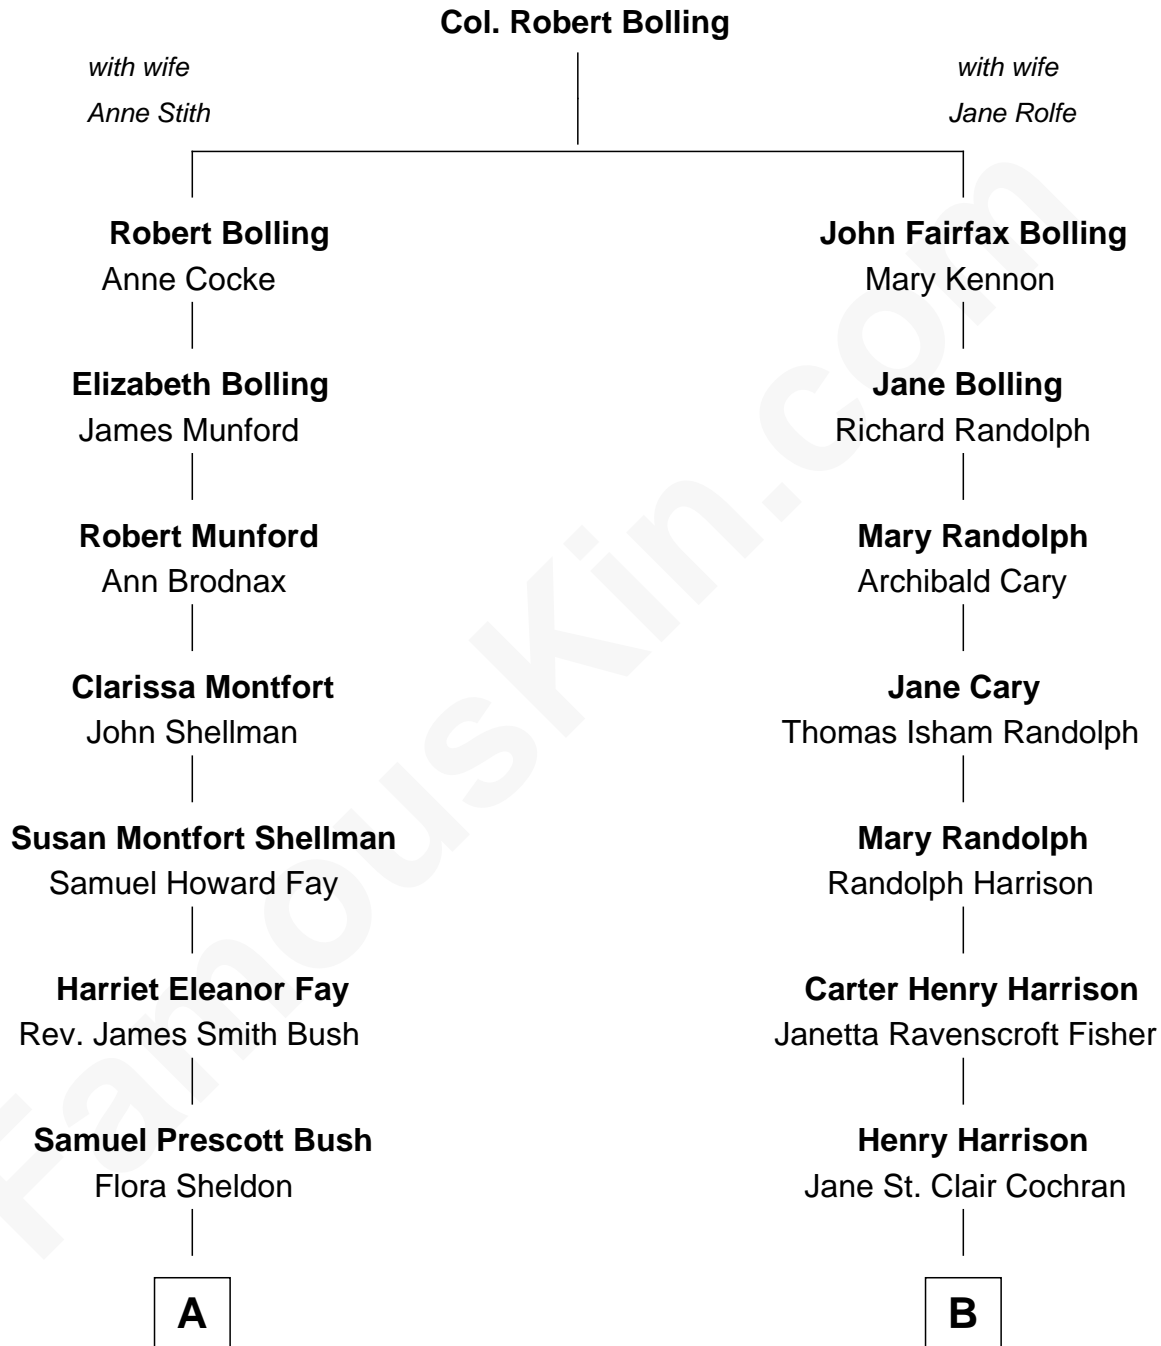 Col. Robert Bolling
with wife
Anne Stith
with wife
Jane Rolfe
Robert Bolling
Anne Cocke
John Fairfax Bolling
Mary Kennon
Elizabeth Bolling
James Munford
Jane Bolling
Richard Randolph
Robert Munford
Ann Brodnax
Mary Randolph
Archibald Cary
Clarissa Montfort
John Shellman
Jane Cary
Thomas Isham Randolph
Susan Montfort Shellman
Samuel Howard Fay
Mary Randolph
Randolph Harrison
Harriet Eleanor Fay
Rev. James Smith Bush
Carter Henry Harrison
Janetta Ravenscroft Fisher
Samuel Prescott Bush
Flora Sheldon
Henry Harrison
Jane St. Clair Cochran
A
B
FamousKin.com